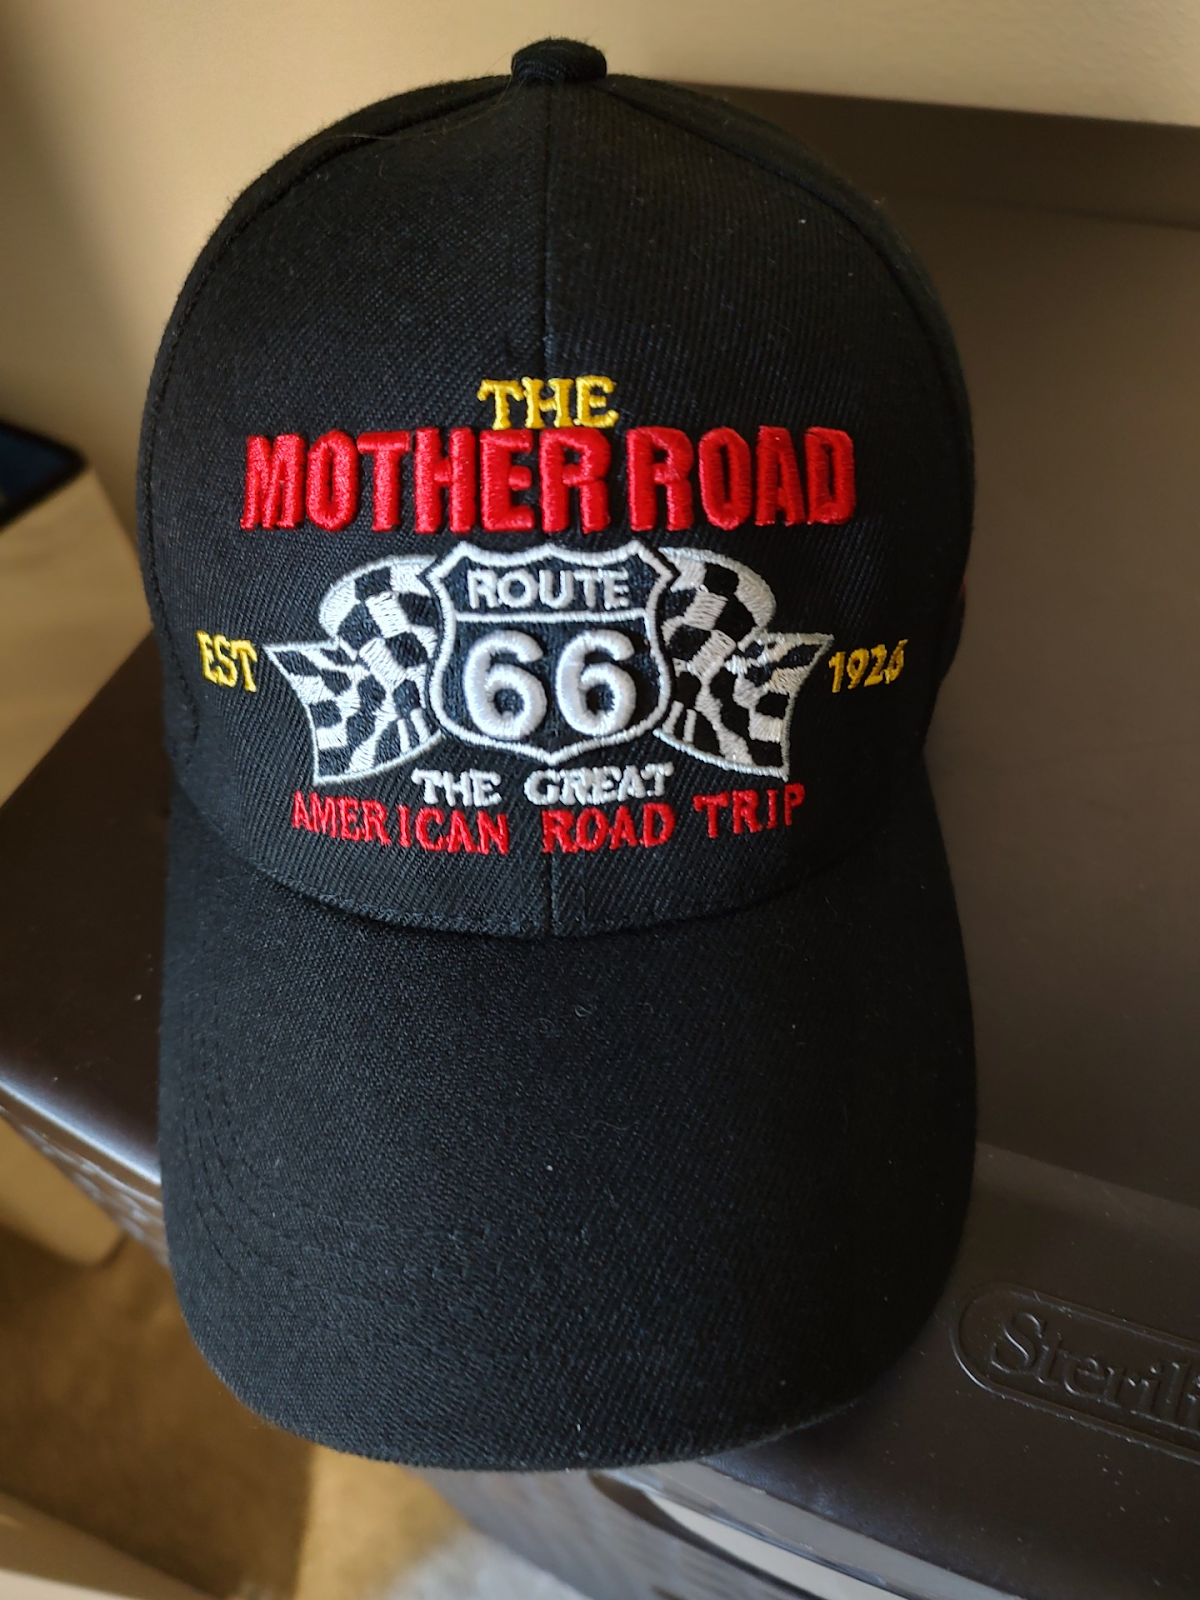 THE
MOTHER ROAD
ROUTE
66
EST 1926
THE GREAT
AMERICAN ROAD TRIP